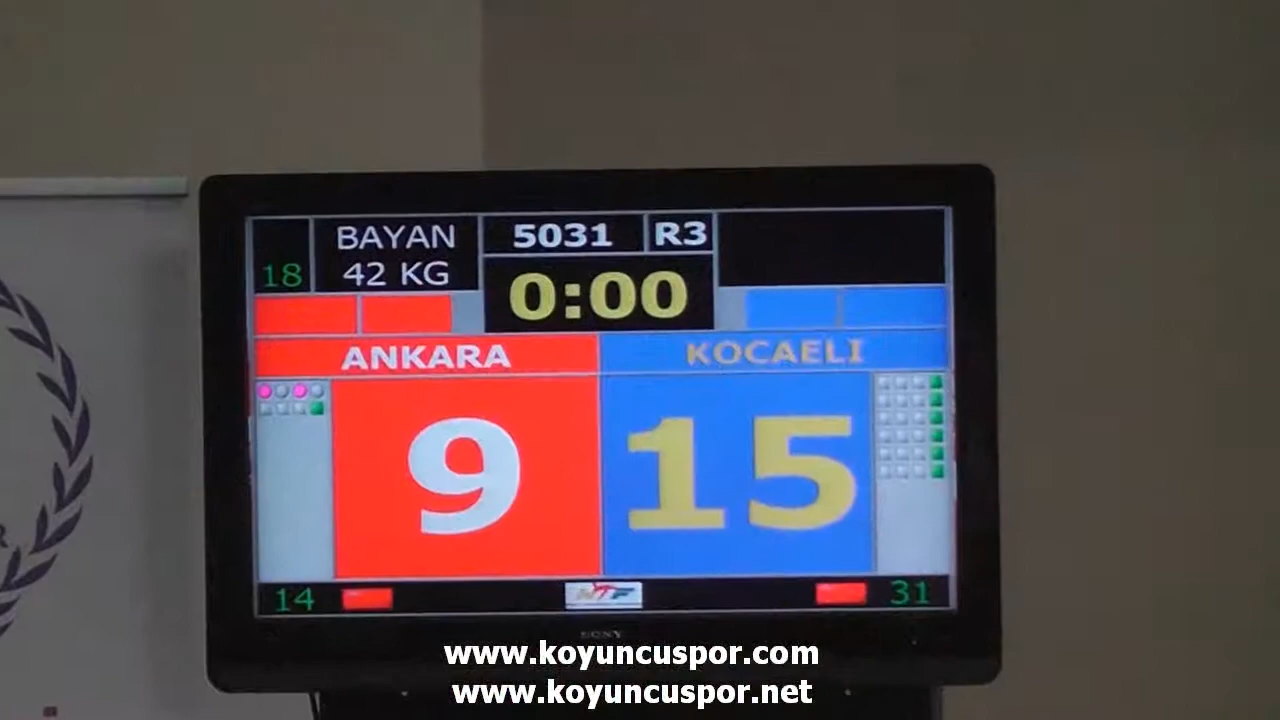 BAYAN
5031
R3
18
42 KG
0:00
ANKARA
KOCAELI
9
15
14
NTF
31
SONY
www.koyuncuspor.com
www.koyuncuspor.net